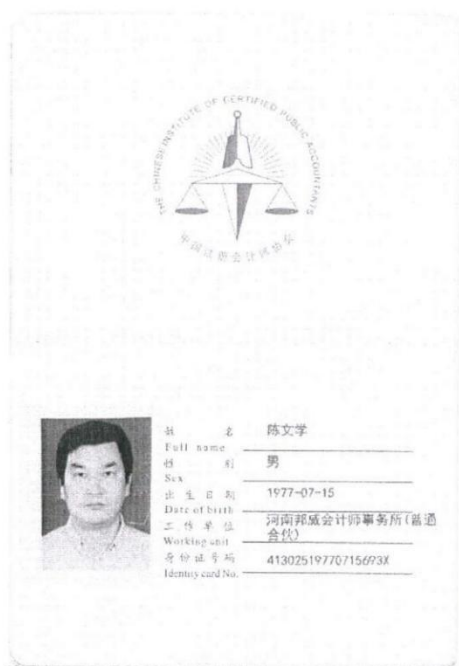 THE CHINESE INSTITUTE OF CERTIFIED PUBLIC ACCOUNTANTS
中国注册会计师协会
姓 名 陈文学
Full name
性 别 男
Sex
出 生 日 期 1977-07-15
Date of birth
工 作 单 位 河南邦威会计师事务所(普通
合伙)
Working unit
身 份 证 号 码 41302519770715693X
Identity card No.